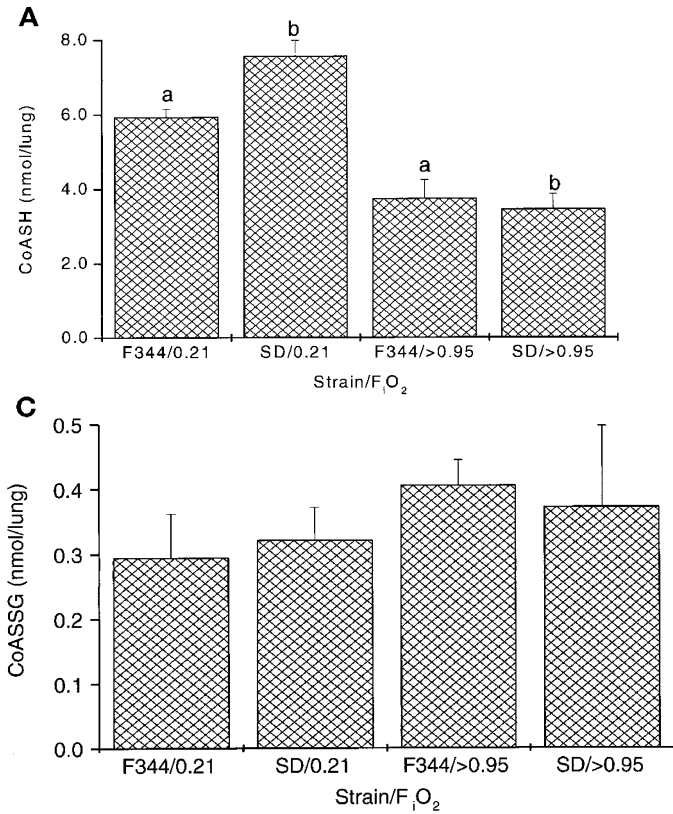 A
8.0
6.0
4.0
2.0
0.0
CoASH (nmol/lung)
a
b
a
b
F344/0.21 SD/0.21 F344/>0.95 SD/>0.95
Strain/FiO2
C
0.5
0.4
0.3
0.2
0.1
0.0
CoASSG (nmol/lung)
F344/0.21 SD/0.21 F344/>0.95 SD/>0.95
Strain/FiO2